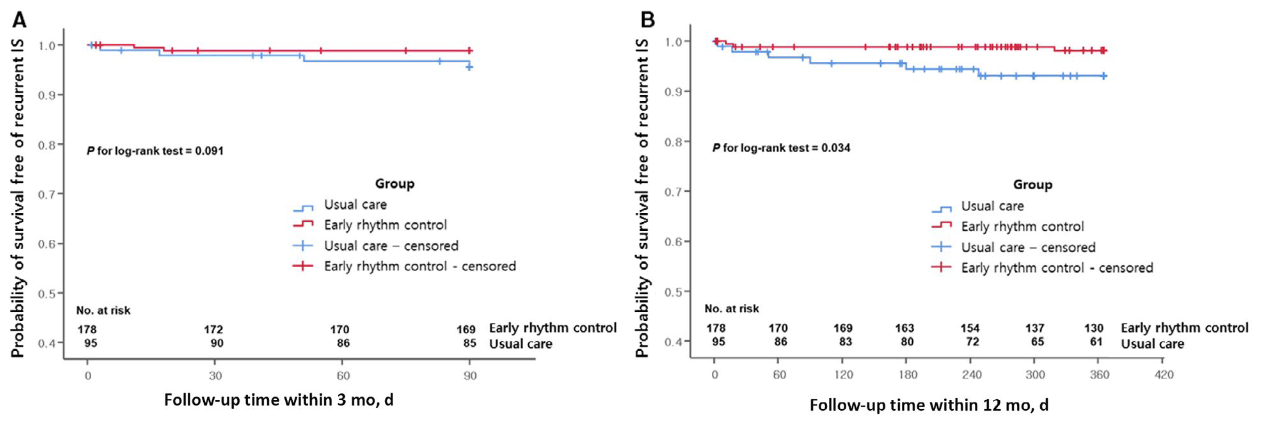 A
Probability of survival free of recurrent IS
1.0
0.9
0.8
0.7
0.6
0.5
0.4
P for log-rank test = 0.091
Group
Usual care
Early rhythm control
Usual care – censored
Early rhythm control - censored
No. at risk
178 172 170 169 Early rhythm control
95 90 86 85 Usual care
0 30 60 90
Follow-up time within 3 mo, d
B
Probability of survival free of recurrent IS
1.0
0.9
0.8
0.7
0.6
0.5
0.4
P for log-rank test = 0.034
Group
Usual care
Early rhythm control
Usual care – censored
Early rhythm control - censored
No. at risk
178 170 169 163 154 137 130 Early rhythm control
95 86 83 80 72 65 61 Usual care
0 60 120 180 240 300 360 420
Follow-up time within 12 mo, d